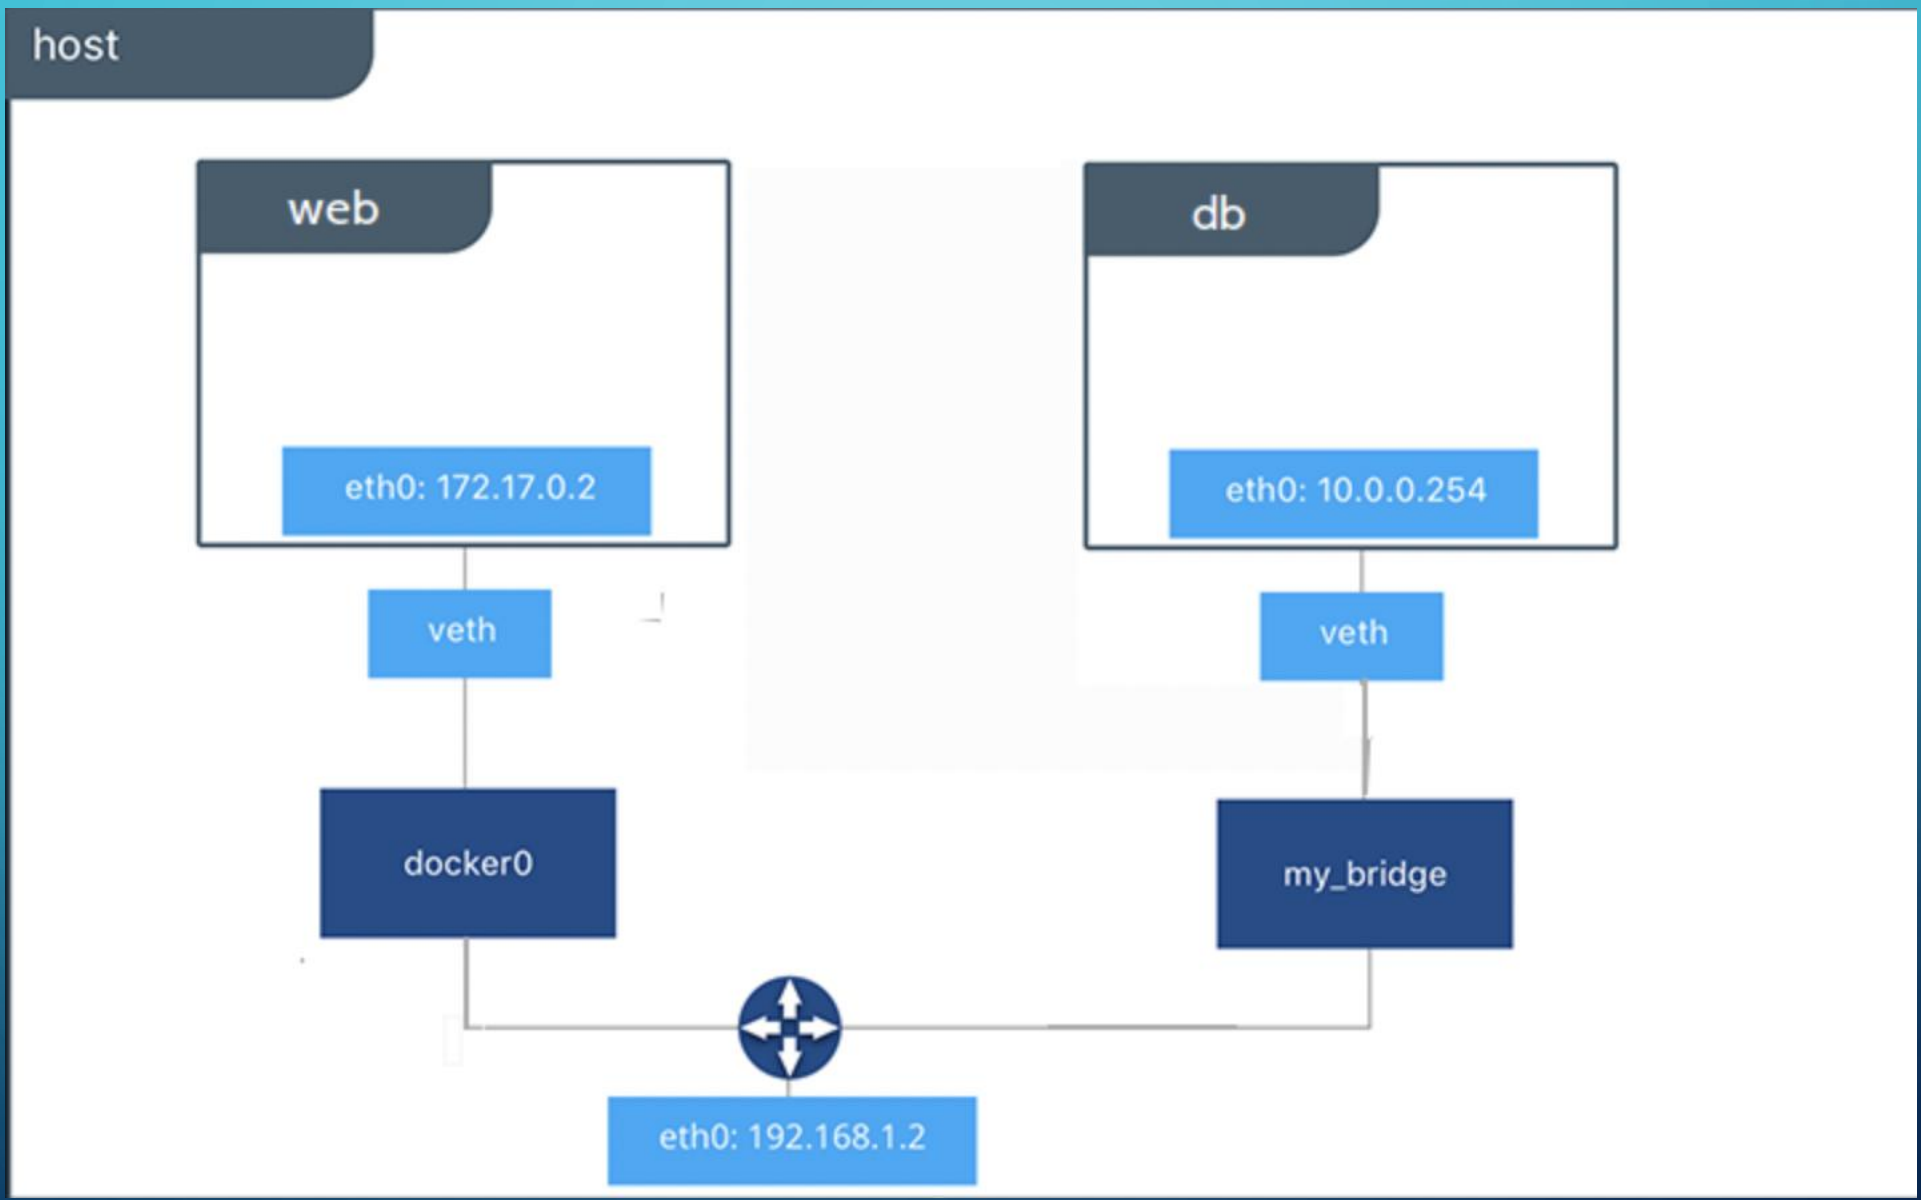 host
web
db
eth0: 172.17.0.2
eth0: 10.0.0.254
veth
veth
docker0
my_bridge
eth0: 192.168.1.2